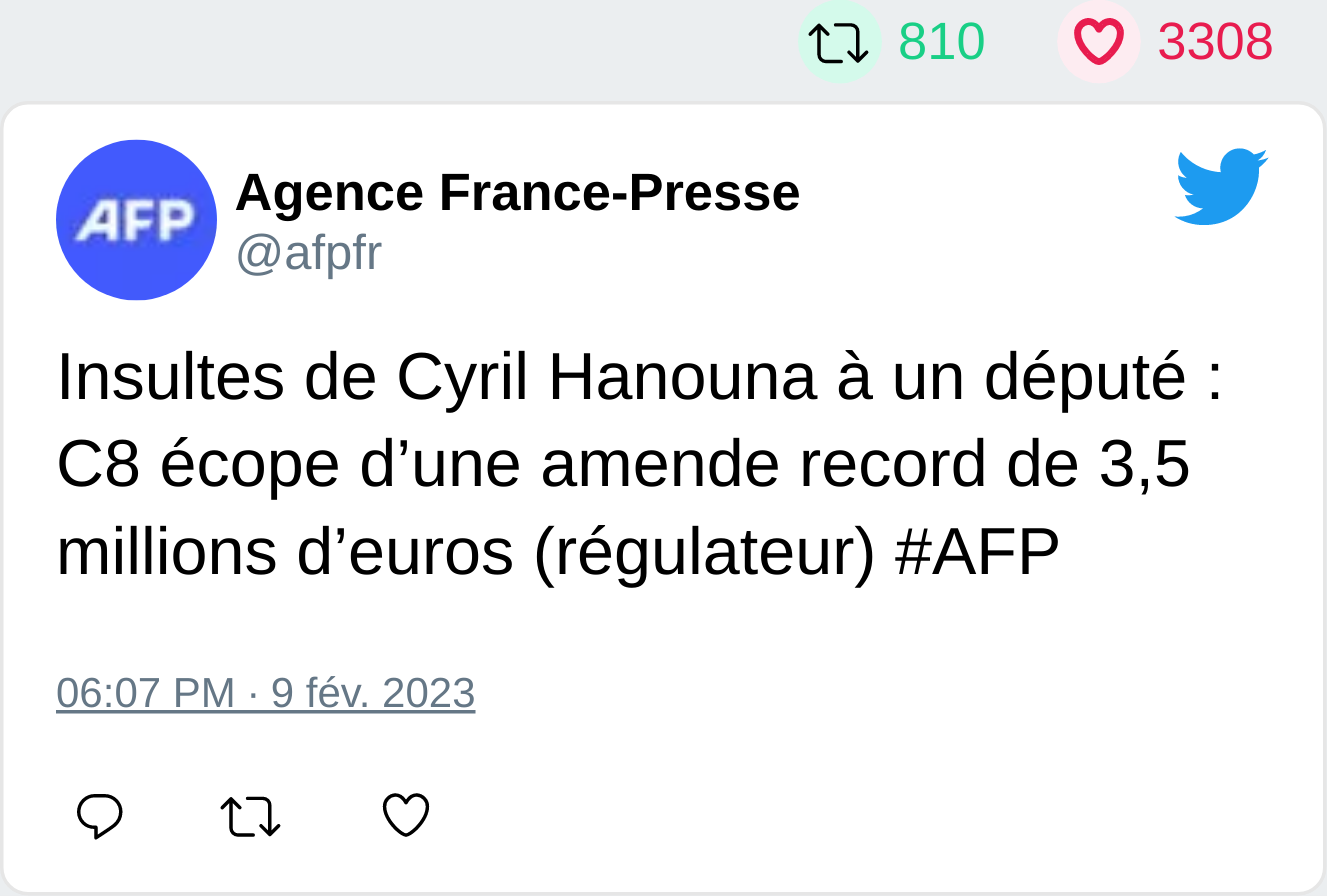 810 3308
AFP
Agence France-Presse
@afpfr
Insultes de Cyril Hanouna à un député :
C8 écope d’une amende record de 3,5
millions d’euros (régulateur) #AFP
06:07 PM · 9 fév. 2023